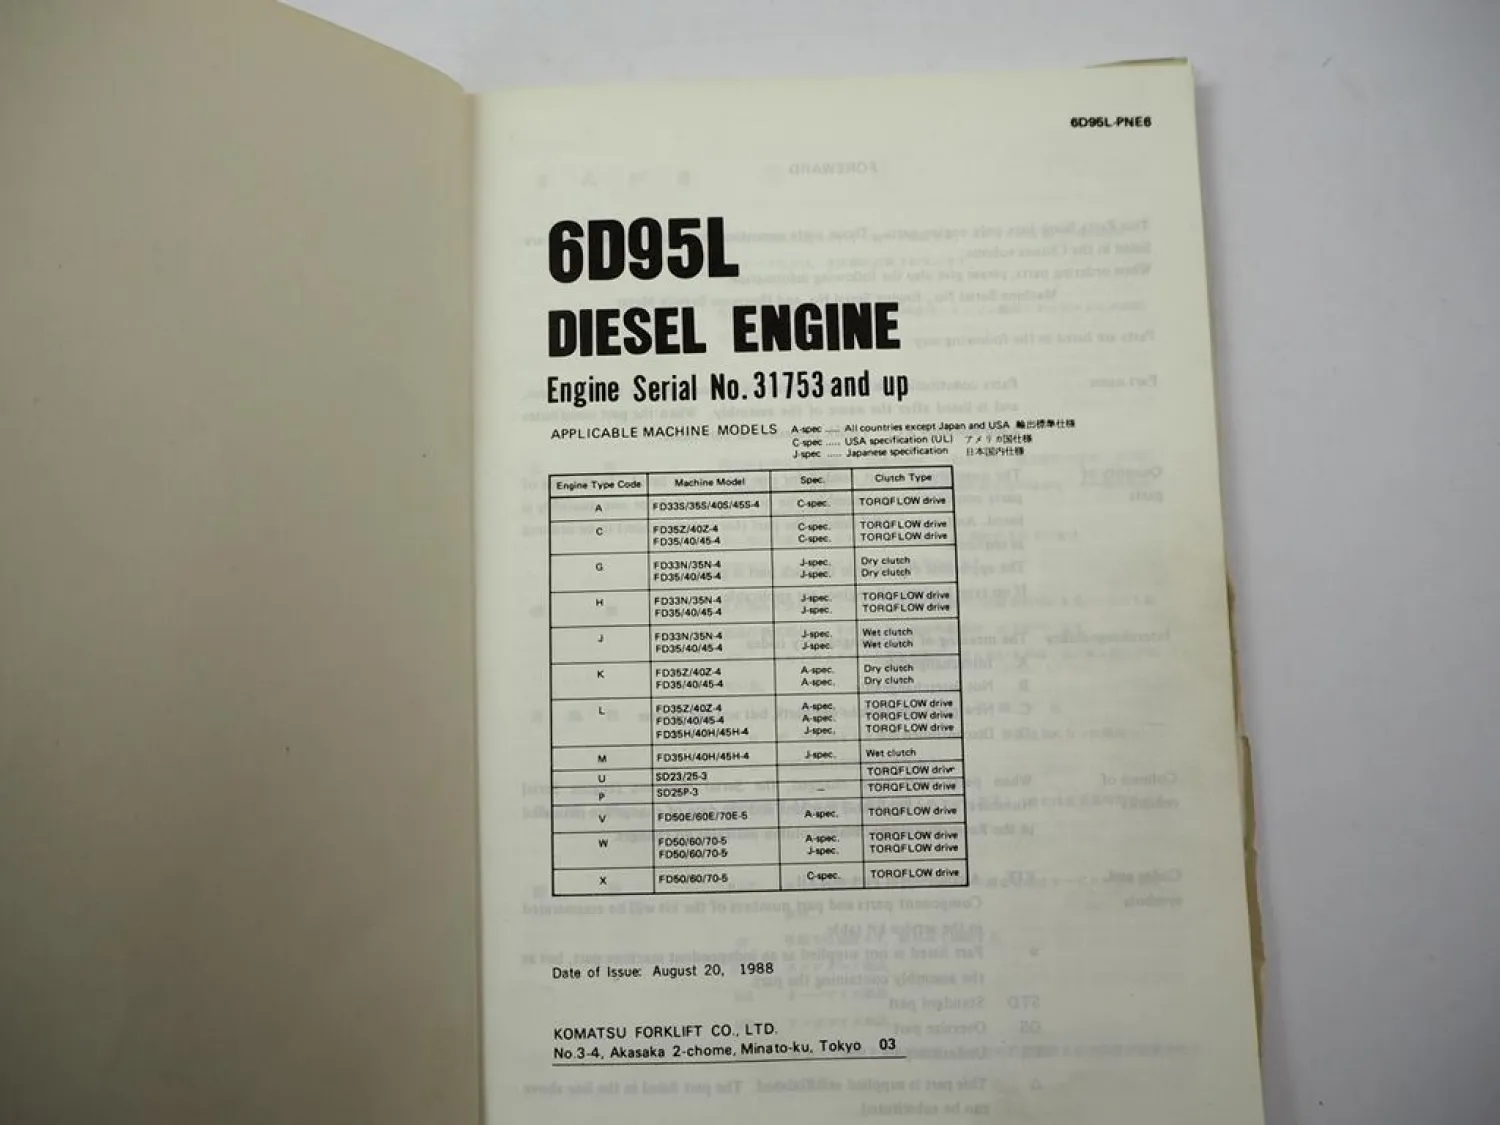 6D95L-PNE6
6D95L
DIESEL ENGINE
Engine Serial No. 31753 and up
APPLICABLE MACHINE MODELS A-spec ..... All countries except Japan and USA 輸出標準仕様
C-spec ..... USA specification (UL) アメリカ国仕様
J-spec ..... Japanese specification 日本国内仕様
Engine Type Code Machine Model Spec. Clutch Type
A FD33S/35S/40S/45S-4 C-spec. TORQFLOW drive
C FD35Z/40Z-4 C-spec. TORQFLOW drive
FD35/40/45-4 C-spec. TORQFLOW drive
G FD33N/35N-4 J-spec. Dry clutch
FD35/40/45-4 J-spec. Dry clutch
H FD33N/35N-4 J-spec. TORQFLOW drive
FD35/40/45-4 J-spec. TORQFLOW drive
J FD33N/35N-4 J-spec. Wet clutch
FD35/40/45-4 J-spec. Wet clutch
K FD35Z/40Z-4 A-spec. Dry clutch
FD35/40/45-4 A-spec. Dry clutch
L FD35Z/40Z-4 A-spec. TORQFLOW drive
FD35/40/45-4 A-spec. TORQFLOW drive
FD35H/40H/45H-4 J-spec. TORQFLOW drive
M FD35H/40H/45H-4 J-spec. Wet clutch
U SD23/25-3 TORQFLOW drive
P SD25P-3 — TORQFLOW drive
V FD50E/60E/70E-5 A-spec. TORQFLOW drive
W FD50/60/70-5 A-spec. TORQFLOW drive
FD50/60/70-5 J-spec. TORQFLOW drive
X FD50/60/70-5 C-spec. TORQFLOW drive
Date of Issue: August 20, 1988
KOMATSU FORKLIFT CO., LTD.
No.3-4, Akasaka 2-chome, Minato-ku, Tokyo 03